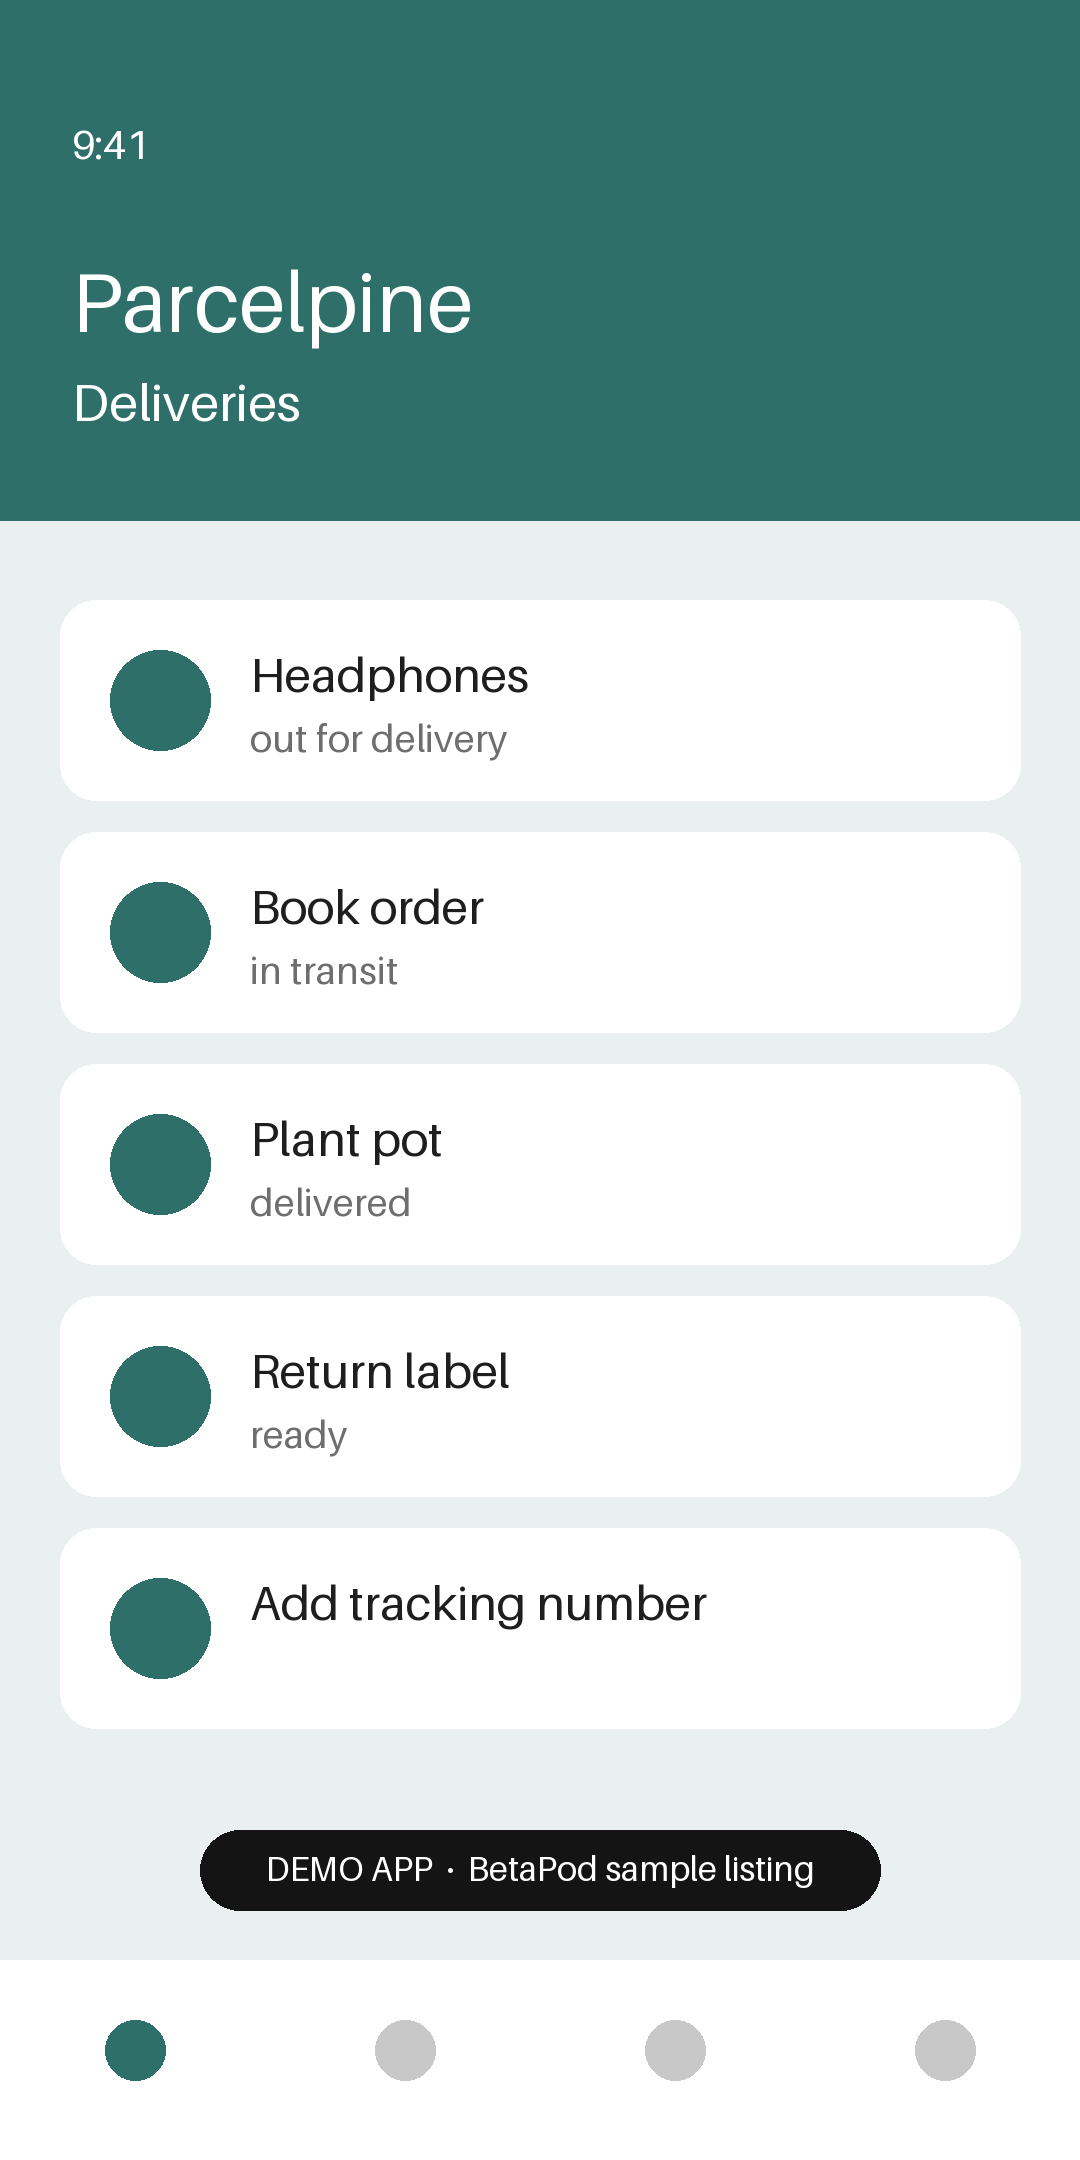 9:41
Parcelpine
Deliveries
Headphones
out for delivery
Book order
in transit
Plant pot
delivered
Return label
ready
Add tracking number
DEMO APP · BetaPod sample listing